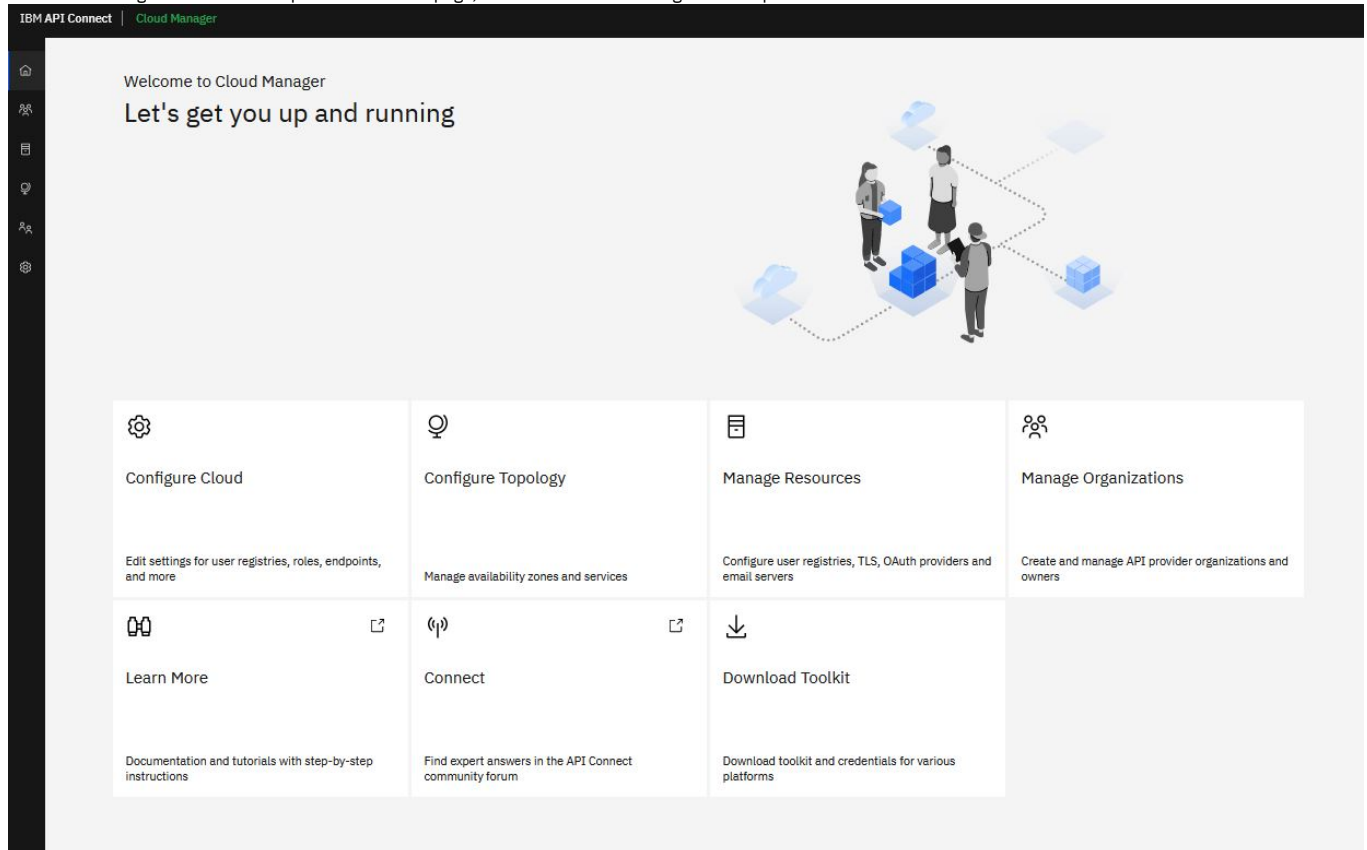 IBM API Connect | Cloud Manager
Welcome to Cloud Manager
Let's get you up and running
Configure Cloud
Edit settings for user registries, roles, endpoints,
and more
Configure Topology
Manage availability zones and services
Manage Resources
Configure user registries, TLS, OAuth providers and
email servers
Manage Organizations
Create and manage API provider organizations and
owners
Learn More
Documentation and tutorials with step-by-step
instructions
Connect
Find expert answers in the API Connect
community forum
Download Toolkit
Download toolkit and credentials for various
platforms